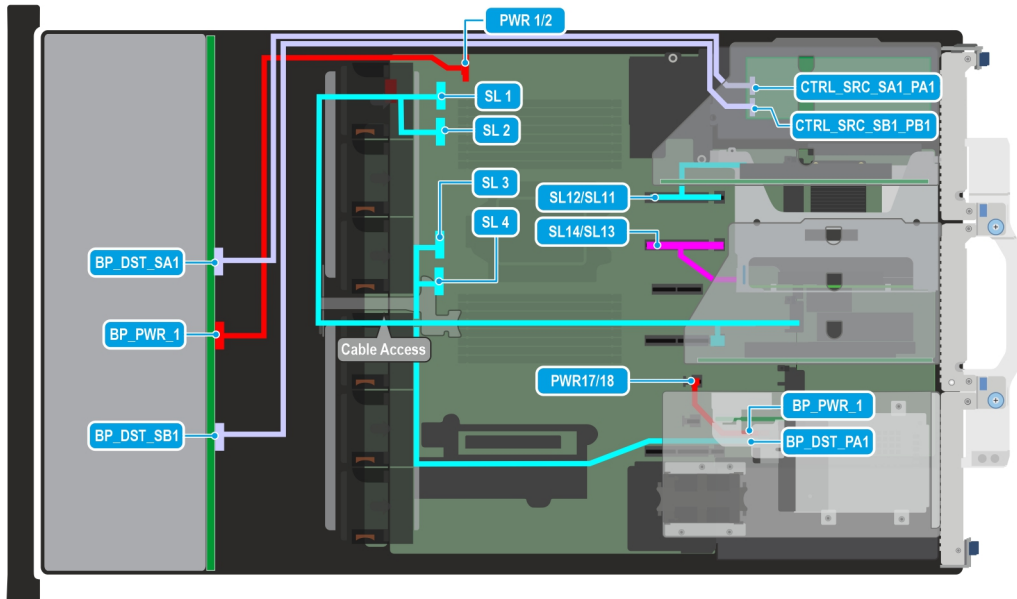 PWR 1/2
CTRL_SRC_SA1_PA1
SL 1
CTRL_SRC_SB1_PB1
SL 2
SL 3
SL12/SL11
SL 4
SL14/SL13
BP_DST_SA1
BP_PWR_1
Cable Access
PWR17/18
BP_PWR_1
BP_DST_SB1
BP_DST_PA1